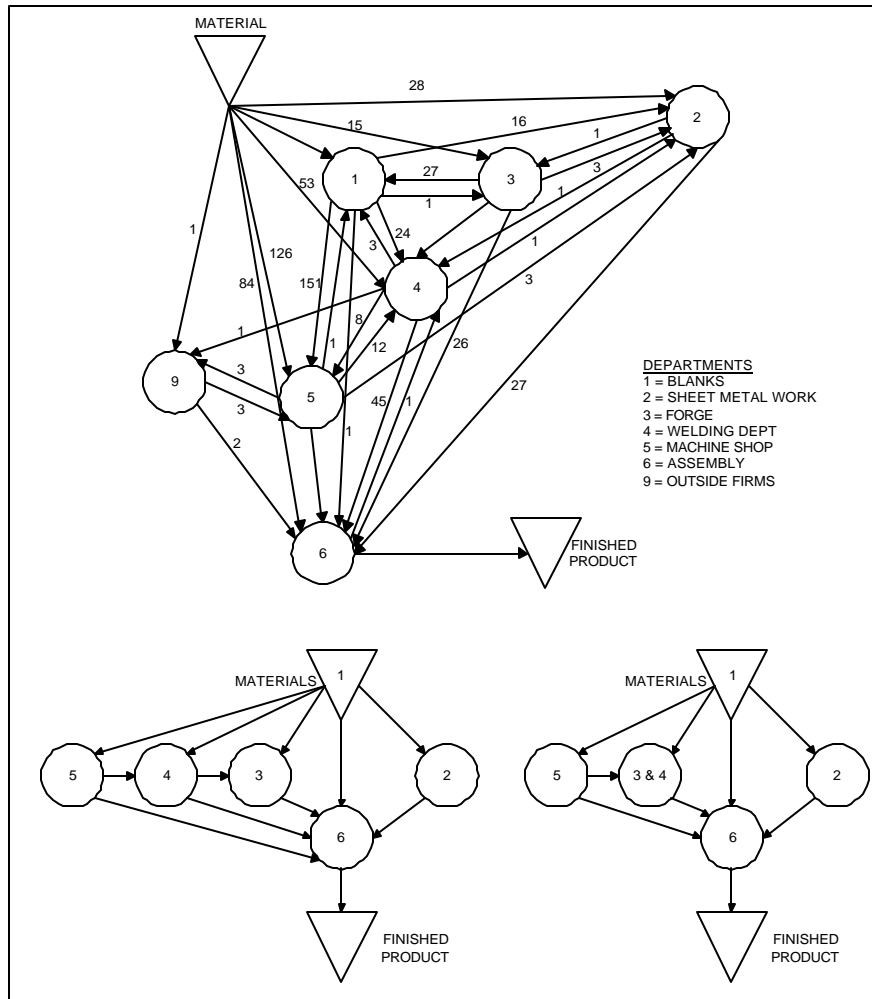 MATERIAL
28
2
15
16
1
1
27
3
53
3
1
1
24
1
3
1
126
84
151
4
3
8
1
1
12
26
9
3
5
3
45
1
27
2
1
6
DEPARTMENTS
1 = BLANKS
2 = SHEET METAL WORK
3 = FORGE
4 = WELDING DEPT
5 = MACHINE SHOP
6 = ASSEMBLY
9 = OUTSIDE FIRMS
FINISHED
PRODUCT
MATERIALS
1
5
4
3
2
6
FINISHED
PRODUCT
MATERIALS
1
5
3 & 4
2
6
FINISHED
PRODUCT